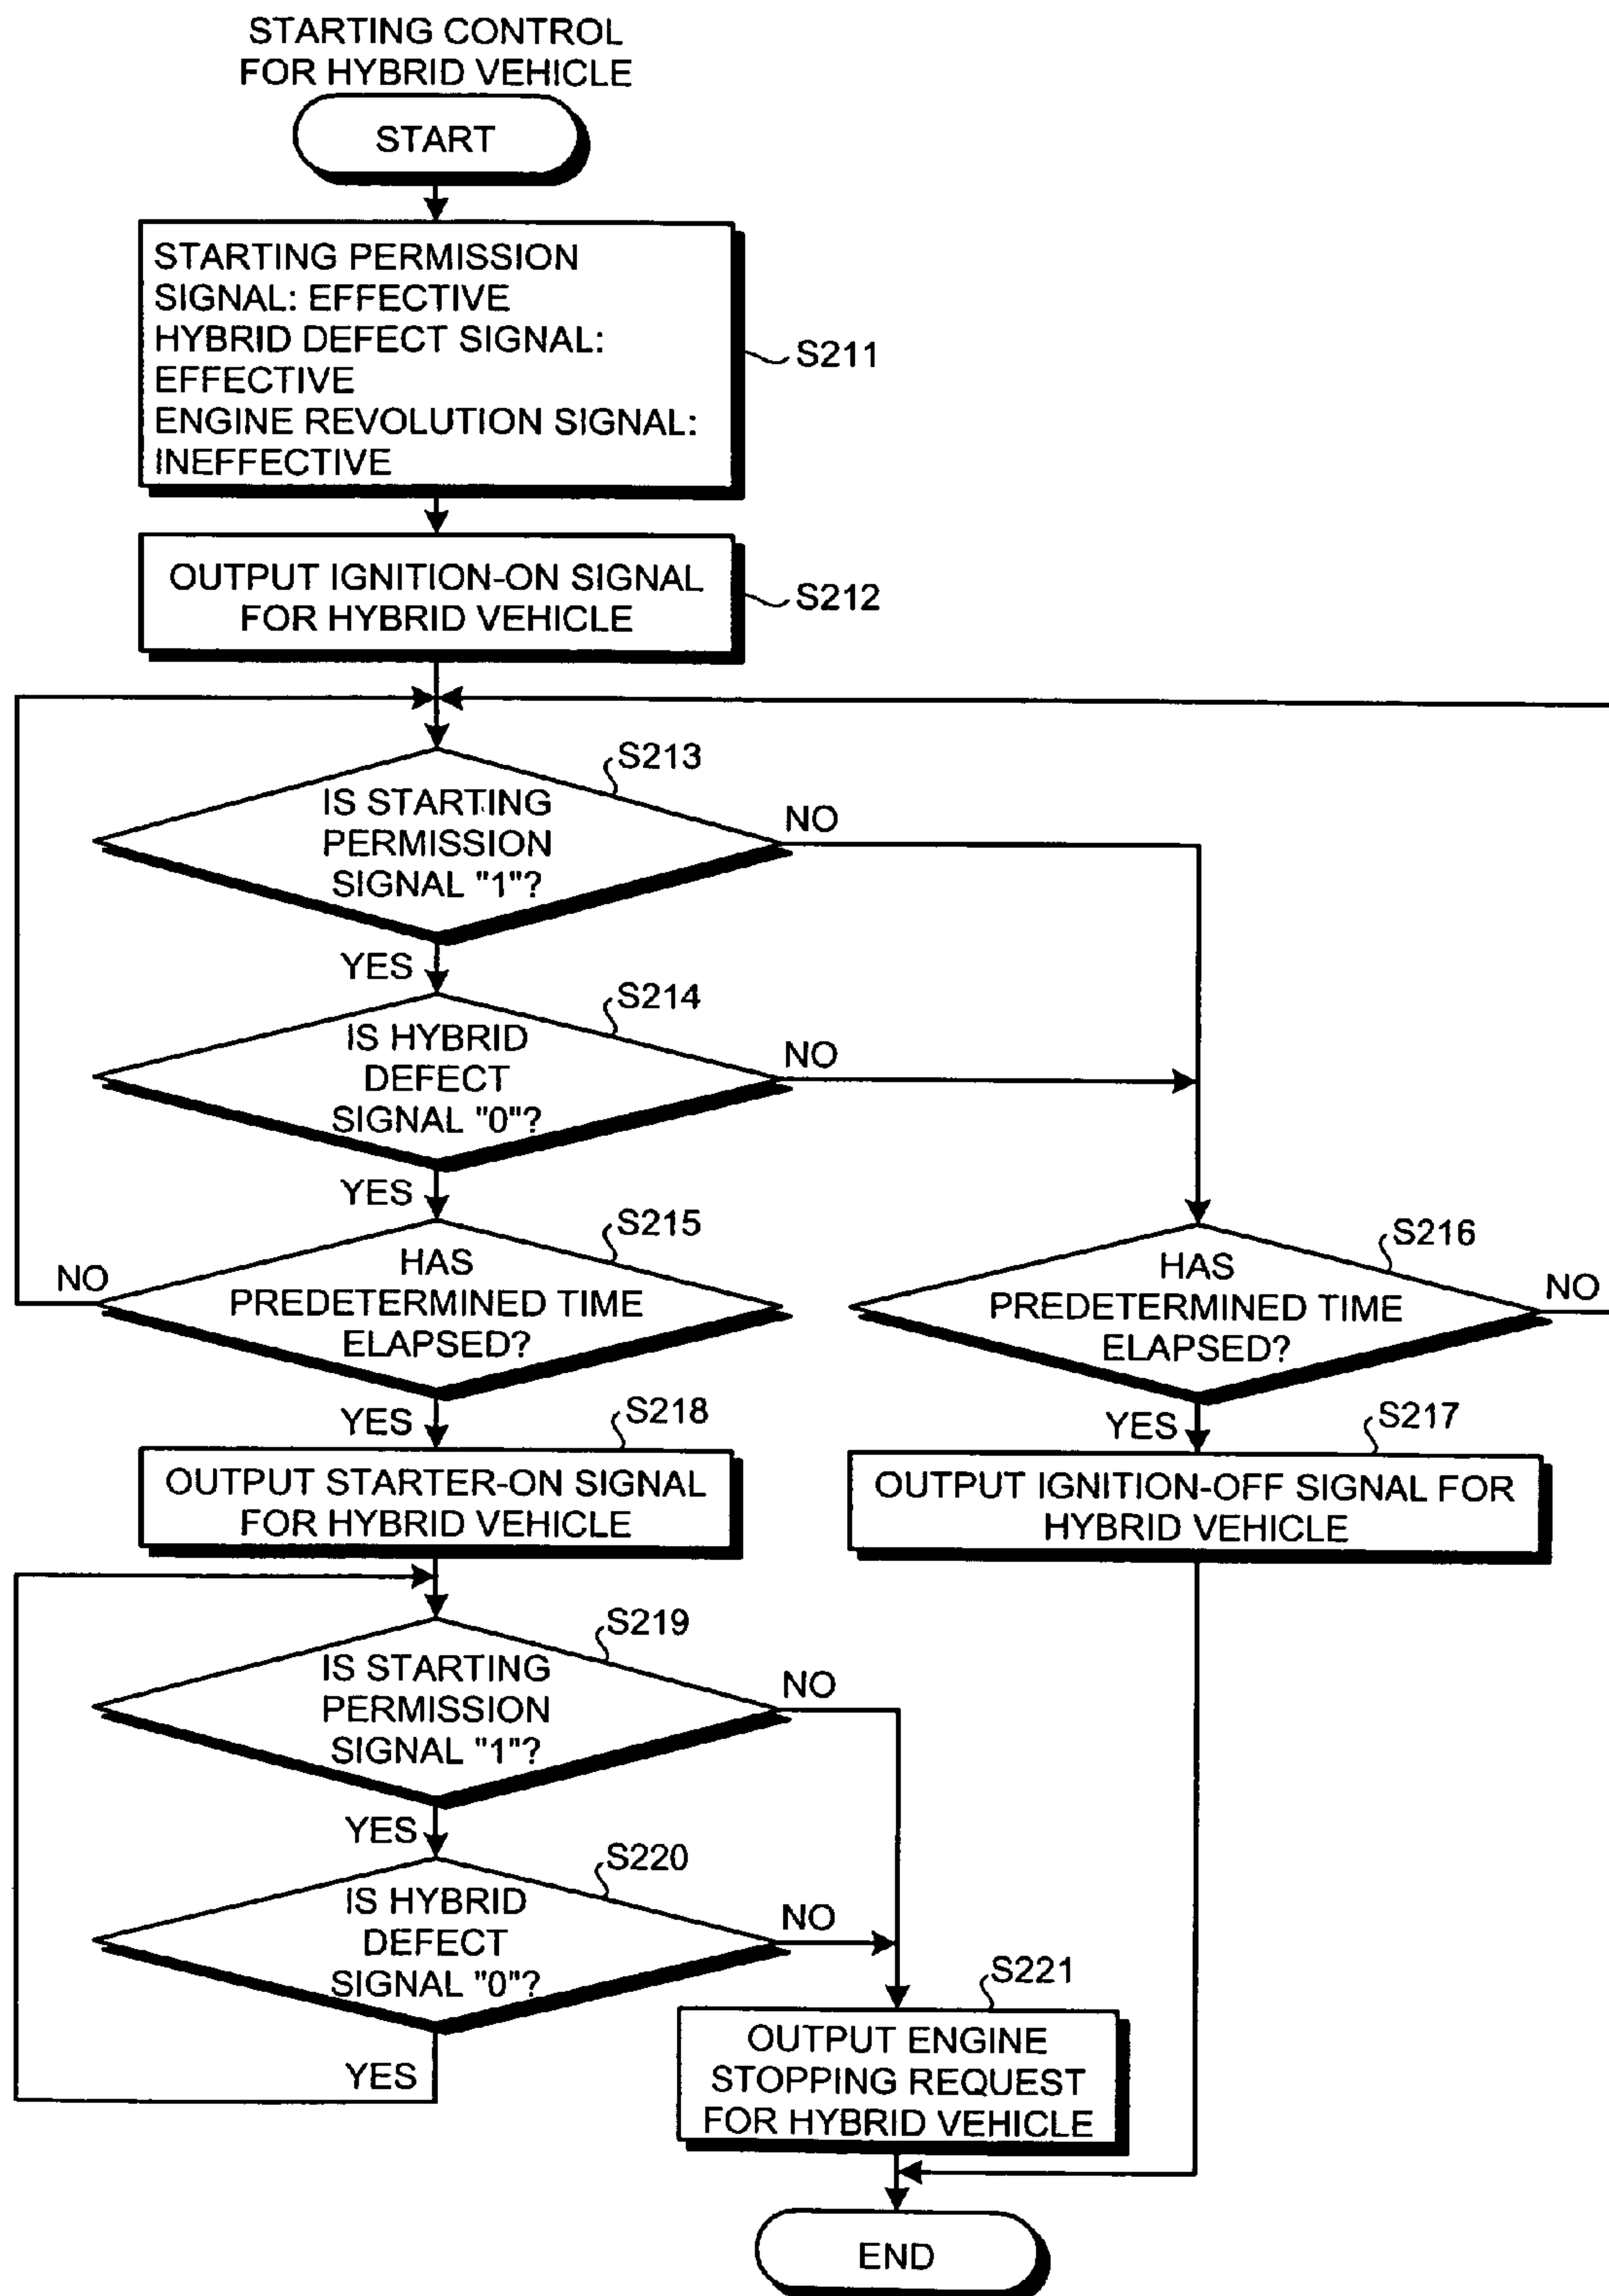 STARTING CONTROL
FOR HYBRID VEHICLE
START
STARTING PERMISSION
SIGNAL: EFFECTIVE
HYBRID DEFECT SIGNAL:
EFFECTIVE
ENGINE REVOLUTION SIGNAL:
INEFFECTIVE
S211
OUTPUT IGNITION-ON SIGNAL
FOR HYBRID VEHICLE
S212
S213
IS STARTING
PERMISSION
SIGNAL "1"?
NO
YES
S214
IS HYBRID
DEFECT
SIGNAL "0"?
NO
YES
S215
HAS
PREDETERMINED TIME
ELAPSED?
NO
YES
S216
HAS
PREDETERMINED TIME
ELAPSED?
NO
YES
S218
OUTPUT STARTER-ON SIGNAL
FOR HYBRID VEHICLE
S217
OUTPUT IGNITION-OFF SIGNAL FOR
HYBRID VEHICLE
S219
IS STARTING
PERMISSION
SIGNAL "1"?
NO
YES
S220
IS HYBRID
DEFECT
SIGNAL "0"?
NO
YES
S221
OUTPUT ENGINE
STOPPING REQUEST
FOR HYBRID VEHICLE
END